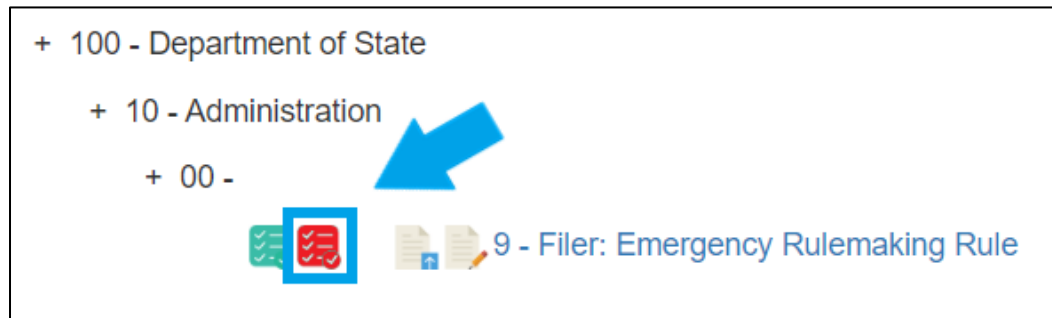 + 100 - Department of State
+ 10 - Administration
+ 00 -
9 - Filer: Emergency Rulemaking Rule